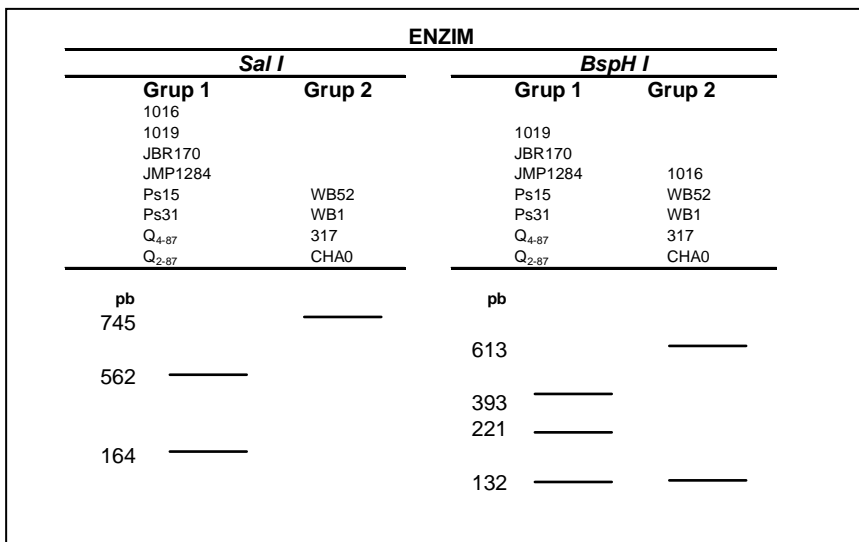 ENZIM
Sal I BspH I
Grup 1 Grup 2 Grup 1 Grup 2
1016
1019 1019
JBR170 JBR170
JMP1284 JMP1284 1016
Ps15 WB52 Ps15 WB52
Ps31 WB1 Ps31 WB1
Q4-87 317 Q4-87 317
Q2-87 CHA0 Q2-87 CHA0
pb pb
745
613
562
393
221
164
132